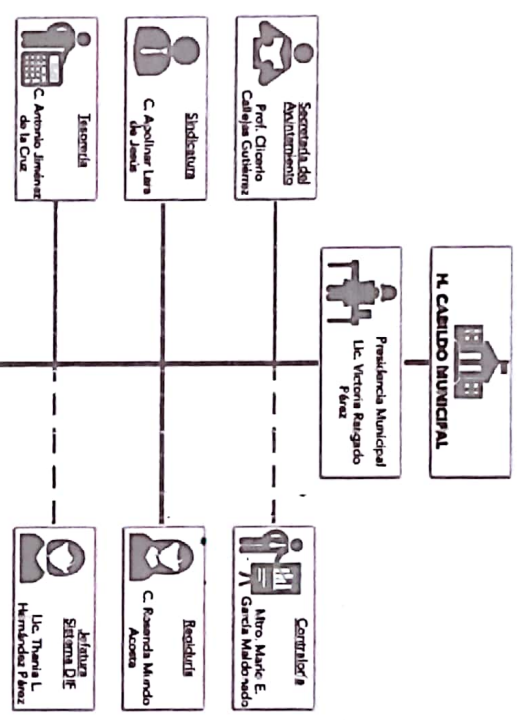 H. CABILDO MUNICIPAL
Presidencia Municipal
Lic. Victoria Rangado
Pérez
Secretaría del
Ayuntamiento
Prof. Clicerio
Callejas Gutiérrez
Contraloría
Mtro. Mario E.
García Maldonado
Sindicatura
C. Apolinar Lara
de Jesús
Regiduría
C. Rosenda Mundo
Acosta
Tesorería
C. Antonio Jiménez
de la Cruz
Jefatura
Sistema DIF
Lic. Thania L.
Hernández Pérez